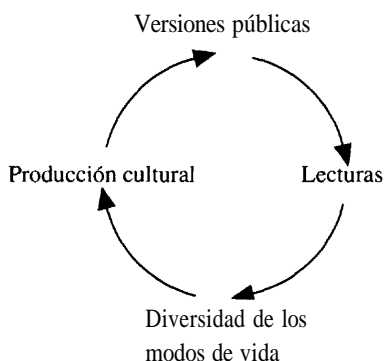 Versiones públicas
Producción cultural
Lecturas
Diversidad de los
modos de vida